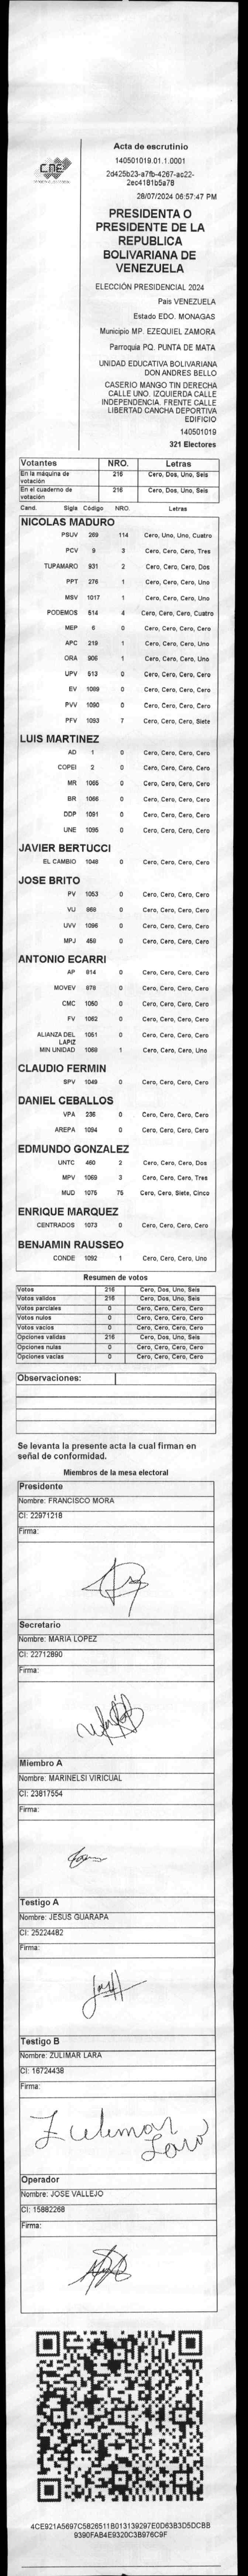 CNE
Acta de escrutinio
140501019.01.1.0001
2d425b23-a7fb-4267-ac22-
2ec4181b5a78
28/07/2024 06:57:47 PM
PRESIDENTA O
PRESIDENTE DE LA
REPUBLICA
BOLIVARIANA DE
VENEZUELA
ELECCIÓN PRESIDENCIAL 2024
País VENEZUELA
Estado EDO. MONAGAS
Municipio MP. EZEQUIEL ZAMORA
Parroquia PQ. PUNTA DE MATA
UNIDAD EDUCATIVA BOLIVARIANA
DON ANDRES BELLO
CASERIO MANGO TIN DERECHA
CALLE UNO. IZQUIERDA CALLE
INDEPENDENCIA. FRENTE CALLE
LIBERTAD CANCHA DEPORTIVA
EDIFICIO
140501019
321 Electores
Votantes NRO. Letras
En la máquina de votación 216 Cero, Dos, Uno, Seis
En el cuaderno de votación 216 Cero, Dos, Uno, Seis
Cand. Sigla Código NRO. Letras
NICOLAS MADURO
PSUV 289 114 Cero, Uno, Uno, Cuatro
PCV 9 3 Cero, Cero, Cero, Tres
TUPAMARO 931 2 Cero, Cero, Cero, Dos
PPT 276 1 Cero, Cero, Cero, Uno
MSV 1017 1 Cero, Cero, Cero, Uno
PODEMOS 514 4 Cero, Cero, Cero, Cuatro
MEP 6 0 Cero, Cero, Cero, Cero
APC 219 1 Cero, Cero, Cero, Uno
ORA 906 1 Cero, Cero, Cero, Uno
UPV 513 0 Cero, Cero, Cero, Cero
EV 1089 0 Cero, Cero, Cero, Cero
PVV 1090 0 Cero, Cero, Cero, Cero
PFV 1093 7 Cero, Cero, Cero, Siete
LUIS MARTINEZ
AD 1 0 Cero, Cero, Cero, Cero
COPEI 2 0 Cero, Cero, Cero, Cero
MR 1065 0 Cero, Cero, Cero, Cero
BR 1066 0 Cero, Cero, Cero, Cero
DDP 1091 0 Cero, Cero, Cero, Cero
UNE 1095 0 Cero, Cero, Cero, Cero
JAVIER BERTUCCI
EL CAMBIO 1048 0 Cero, Cero, Cero, Cero
JOSE BRITO
PV 1053 0 Cero, Cero, Cero, Cero
VU 868 0 Cero, Cero, Cero, Cero
UVV 1096 0 Cero, Cero, Cero, Cero
MPJ 459 0 Cero, Cero, Cero, Cero
ANTONIO ECARRI
AP 814 0 Cero, Cero, Cero, Cero
MOVEV 878 0 Cero, Cero, Cero, Cero
CMC 1050 0 Cero, Cero, Cero, Cero
FV 1062 0 Cero, Cero, Cero, Cero
ALIANZA DEL LAPIZ 1051 0 Cero, Cero, Cero, Cero
MIN UNIDAD 1068 1 Cero, Cero, Cero, Uno
CLAUDIO FERMIN
SPV 1049 0 Cero, Cero, Cero, Cero
DANIEL CEBALLOS
VPA 236 0 Cero, Cero, Cero, Cero
AREPA 1094 0 Cero, Cero, Cero, Cero
EDMUNDO GONZALEZ
UNTC 460 2 Cero, Cero, Cero, Dos
MPV 1069 3 Cero, Cero, Cero, Tres
MUD 1075 75 Cero, Cero, Siete, Cinco
ENRIQUE MARQUEZ
CENTRADOS 1073 0 Cero, Cero, Cero, Cero
BENJAMIN RAUSSEO
CONDE 1092 1 Cero, Cero, Cero, Uno
Resumen de votos
Votos 216 Cero, Dos, Uno, Seis
Votos validos 216 Cero, Dos, Uno, Seis
Votos parciales 0 Cero, Cero, Cero, Cero
Votos nulos 0 Cero, Cero, Cero, Cero
Votos vacios 0 Cero, Cero, Cero, Cero
Opciones validas 216 Cero, Dos, Uno, Seis
Opciones nulas 0 Cero, Cero, Cero, Cero
Opciones vacias 0 Cero, Cero, Cero, Cero
Observaciones:
Se levanta la presente acta la cual firman en
señal de conformidad.
Miembros de la mesa electoral
Presidente
Nombre: FRANCISCO MORA
CI: 22971218
Firma:
Secretario
Nombre: MARIA LOPEZ
CI: 22712890
Firma:
Miembro A
Nombre: MARINELSI VIRICUAL
CI: 23817554
Firma:
Testigo A
Nombre: JESUS GUARAPA
CI: 25224482
Firma:
Testigo B
Nombre: ZULIMAR LARA
CI: 16724438
Firma:
Zulimar
Lara
Operador
Nombre: JOSE VALLEJO
CI: 15882268
Firma:
4CE921A5697C5826511B013139297E0D63B3D5DCBB
9390FAB4E9320C3B976C9F